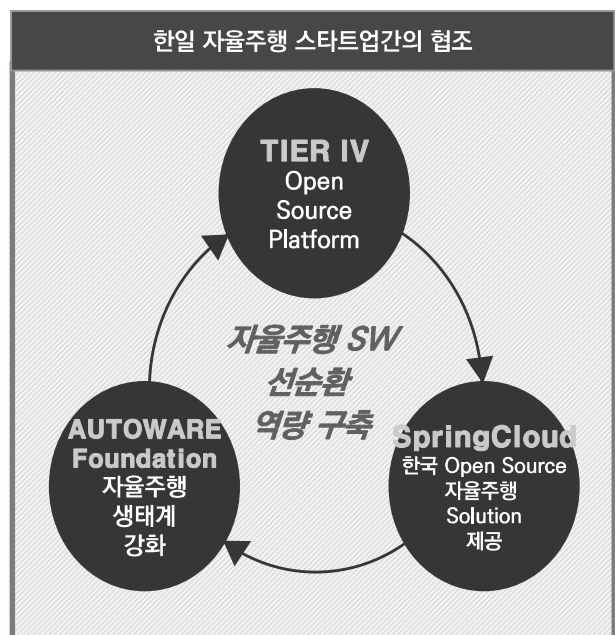 한일 자율주행 스타트업간의 협조
TIER IV
Open
Source
Platform
자율주행 SW
선순환
역량 구축
AUTOWARE
Foundation
자율주행
생태계
강화
SpringCloud
한국 Open Source
자율주행
Solution
제공